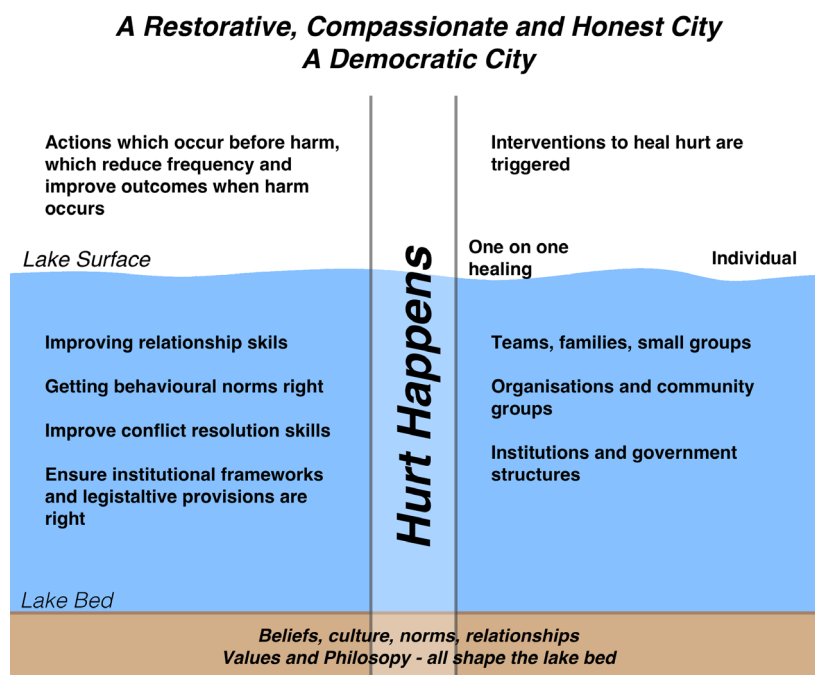 A Restorative, Compassionate and Honest City
A Democratic City
Actions which occur before harm,
which reduce frequency and
improve outcomes when harm
occurs
Interventions to heal hurt are
triggered
Lake Surface
One on one
healing
Individual
Hurt Happens
Improving relationship skils
Getting behavioural norms right
Improve conflict resolution skills
Ensure institutional frameworks
and legistaltive provisions are
right
Teams, families, small groups
Organisations and community
groups
Institutions and government
structures
Lake Bed
Beliefs, culture, norms, relationships
Values and Philosopy - all shape the lake bed